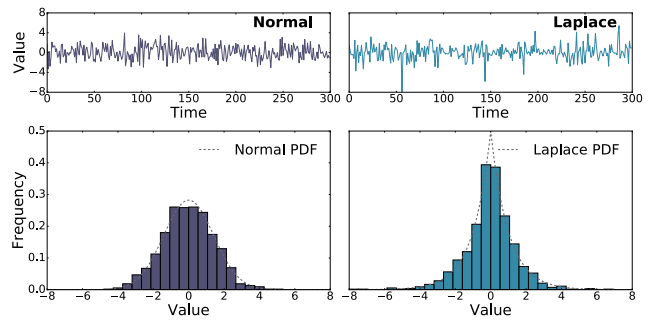 Normal
Laplace
Value
8
4
0
−4
−8
0 50 100 150 200 250 300
0 50 100 150 200 250 300
Time
Time
Frequency
0.5
0.4
0.3
0.2
0.1
0.0
Normal PDF
Laplace PDF
−8 −6 −4 −2 0 2 4 6 8
−8 −6 −4 −2 0 2 4 6 8
Value
Value